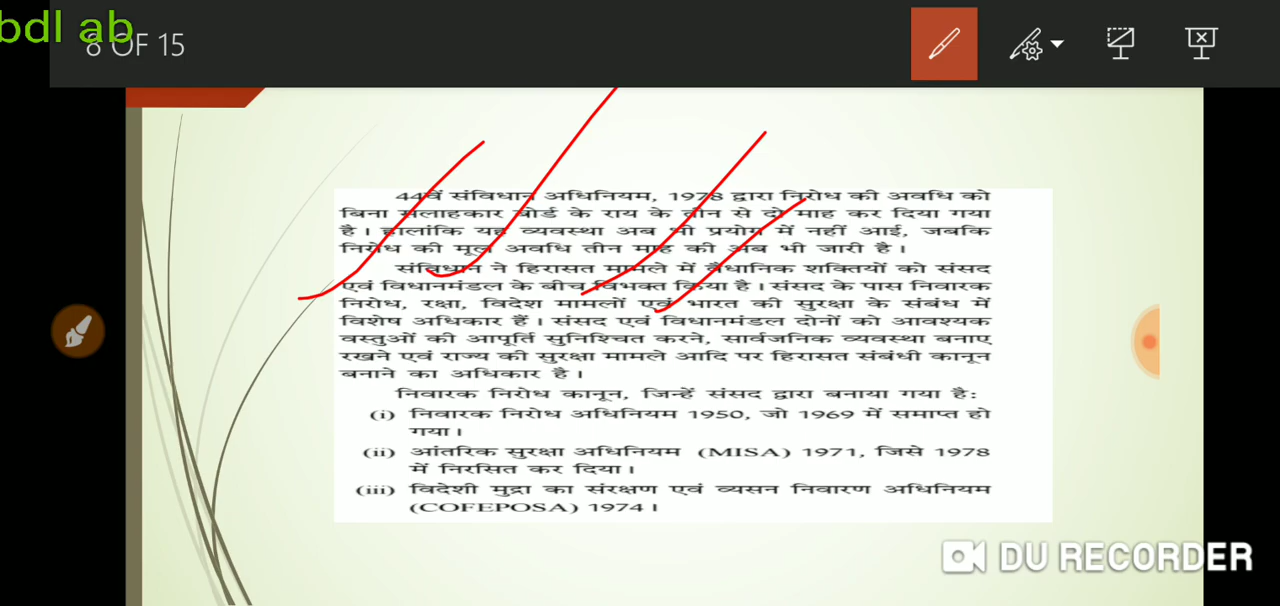 bdl ab
8 OF 15
44वें संविधान अधिनियम, 1978 द्वारा निरोध की अवधि को
बिना सलाहकार बोर्ड के राय के तीन से दो माह कर दिया गया
है। हालांकि यह व्यवस्था अब भी प्रयोग में नहीं आई, जबकि
निरोध की मूल अवधि तीन माह की अब भी जारी है।
संविधान ने हिरासत मामले में वैधानिक शक्तियों को संसद
एवं विधानमंडल के बीच विभक्त किया है। संसद के पास निवारक
निरोध, रक्षा, विदेश मामलों एवं भारत की सुरक्षा के संबंध में
विशेष अधिकार हैं। संसद एवं विधानमंडल दोनों को आवश्यक
वस्तुओं की आपूर्ति सुनिश्चित करने, सार्वजनिक व्यवस्था बनाए
रखने एवं राज्य की सुरक्षा मामले आदि पर हिरासत संबंधी कानून
बनाने का अधिकार है।
निवारक निरोध कानून, जिन्हें संसद द्वारा बनाया गया है:
(i) निवारक निरोध अधिनियम 1950, जो 1969 में समाप्त हो
गया।
(ii) आंतरिक सुरक्षा अधिनियम (MISA) 1971, जिसे 1978
में निरसित कर दिया।
(iii) विदेशी मुद्रा का संरक्षण एवं व्यसन निवारण अधिनियम
(COFEPOSA) 1974।
DU RECORDER